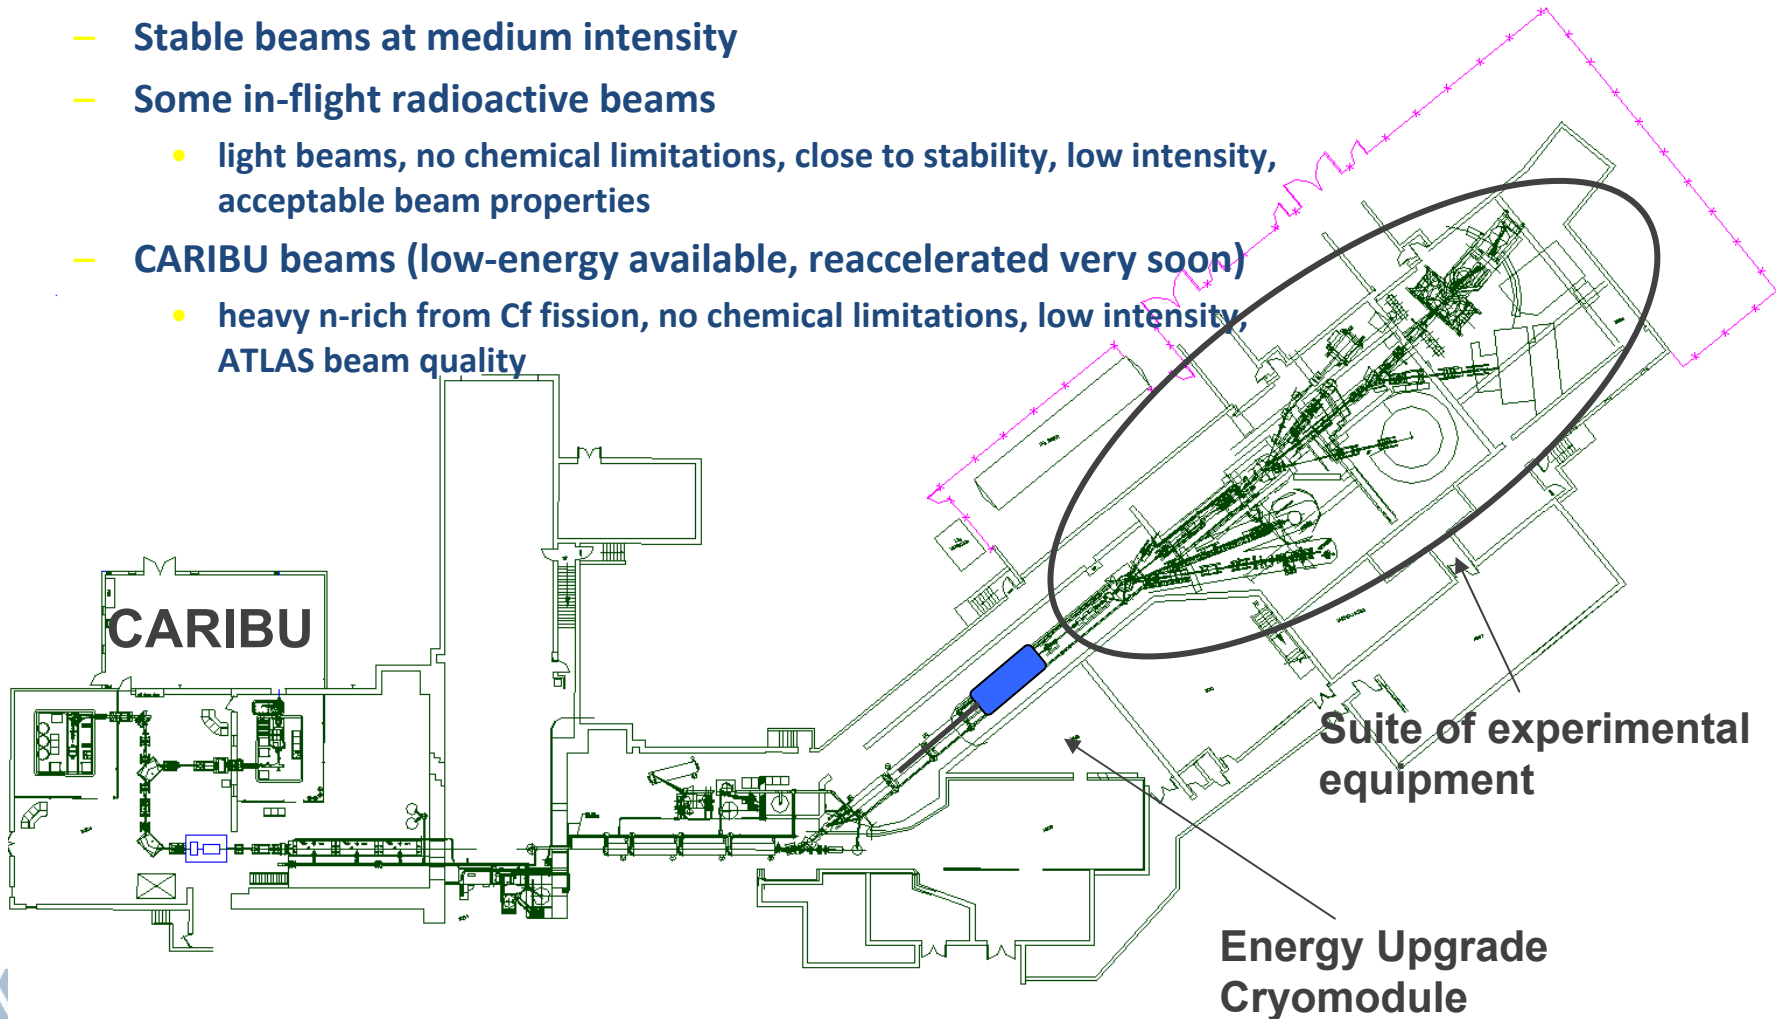 – Stable beams at medium intensity
– Some in-flight radioactive beams
• light beams, no chemical limitations, close to stability, low intensity,
acceptable beam properties
– CARIBU beams (low-energy available, reaccelerated very soon)
• heavy n-rich from Cf fission, no chemical limitations, low intensity,
ATLAS beam quality
CARIBU
Suite of experimental
equipment
Energy Upgrade
Cryomodule